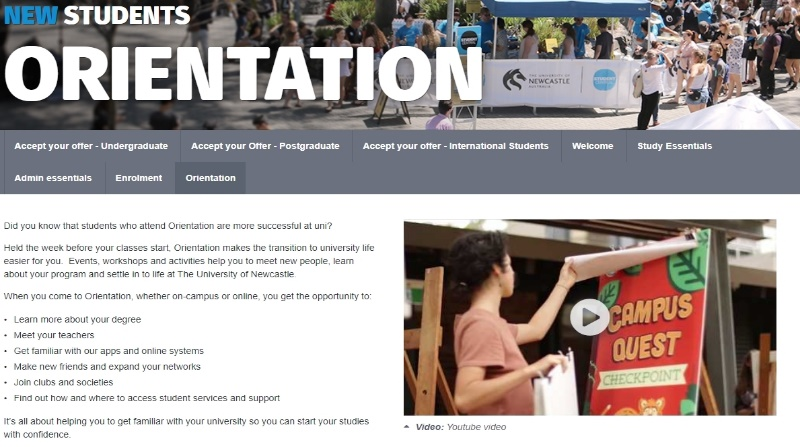 NEW STUDENTS
ORIENTATION
THE UNIVERSITY OF
NEWCASTLE
AUSTRALIA
Accept your offer - Undergraduate
Accept your Offer - Postgraduate
Accept your offer - International Students
Welcome
Study Essentials
Admin essentials
Enrolment
Orientation
Did you know that students who attend Orientation are more successful at uni?
Held the week before your classes start, Orientation makes the transition to university life
easier for you. Events, workshops and activities help you to meet new people, learn
about your program and settle in to life at The University of Newcastle.
When you come to Orientation, whether on-campus or online, you get the opportunity to:
• Learn more about your degree
• Meet your teachers
• Get familiar with our apps and online systems
• Make new friends and expand your networks
• Join clubs and societies
• Find out how and where to access student services and support
It's all about helping you to get familiar with your university so you can start your studies
with confidence.
CAMPUS
QUEST
CHECKPOINT
Video: Youtube video